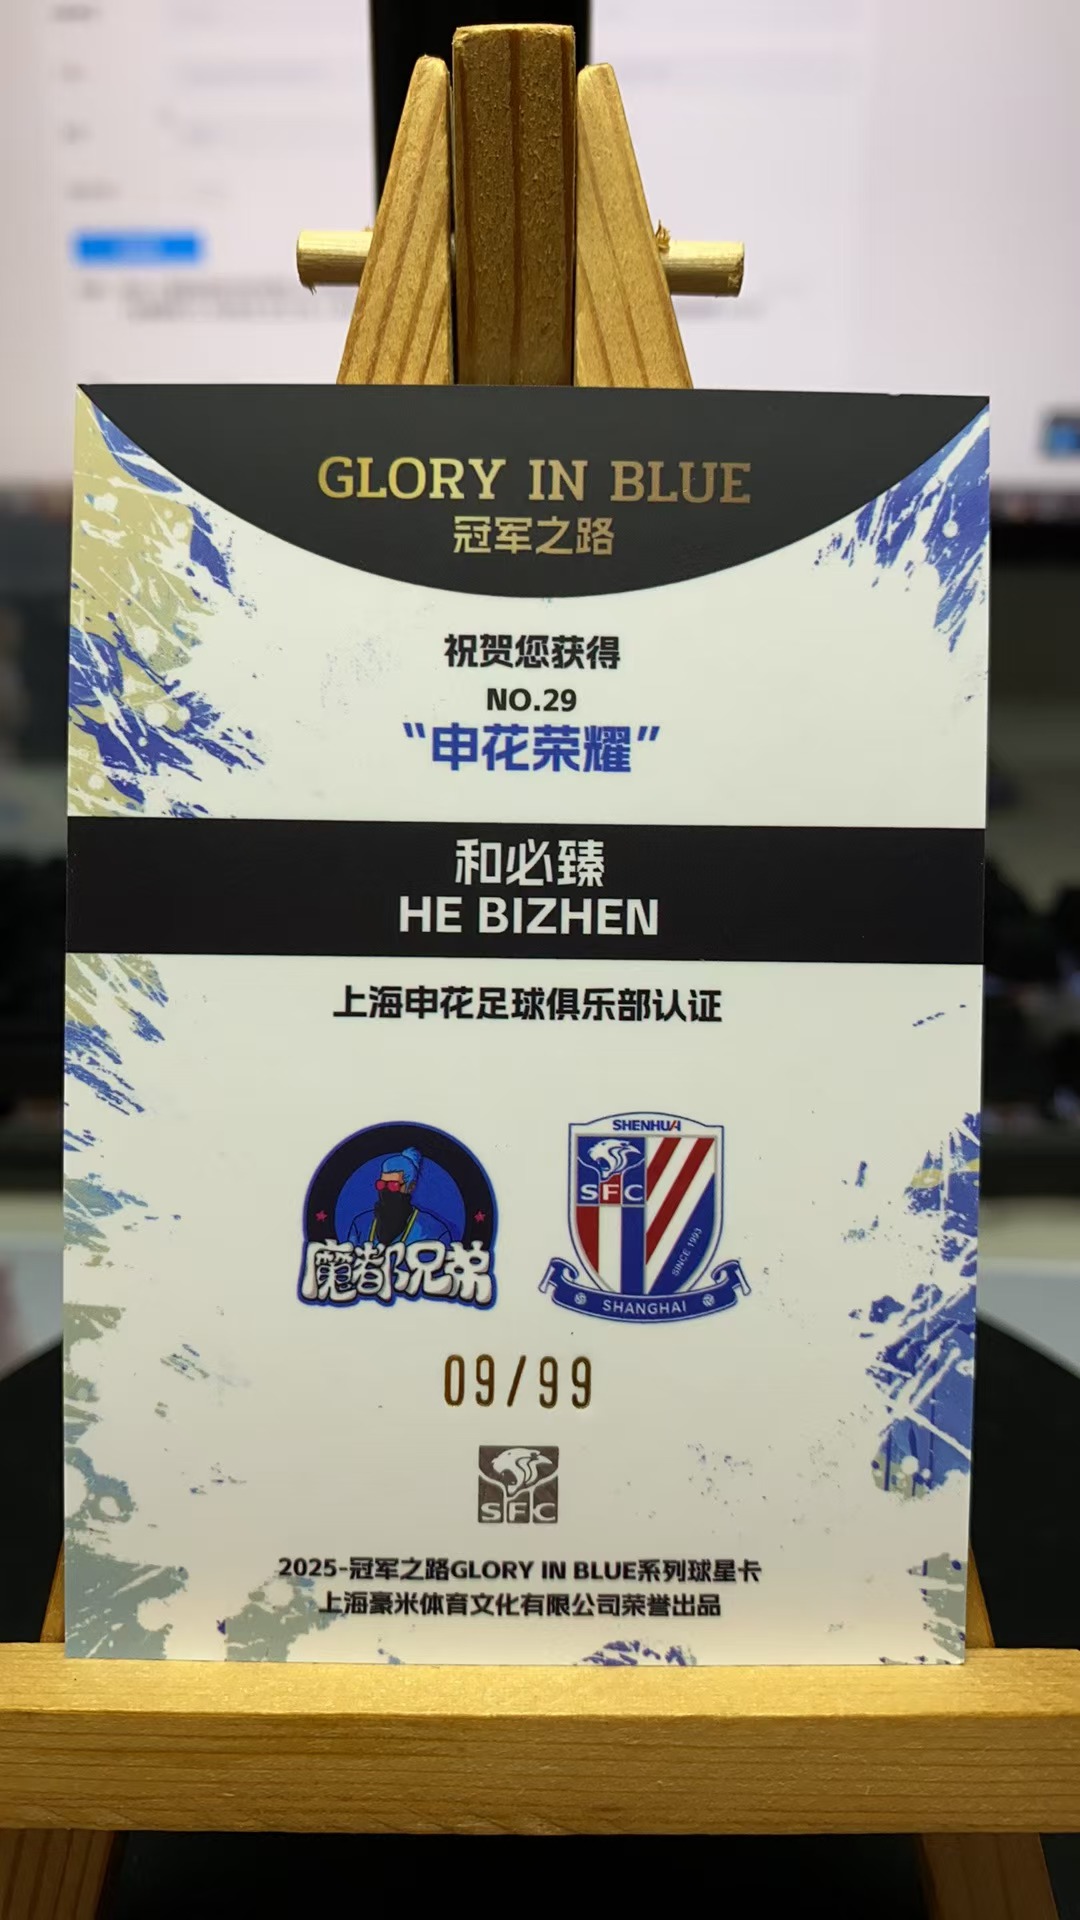 GLORY IN BLUE
冠军之路
祝贺您获得
NO.29
“申花荣耀”
和必臻
HE BIZHEN
上海申花足球俱乐部认证
魔都兄弟
SHENHUA
SFC
SINCE 1993
SHANGHAI
09/99
SFC
2025-冠军之路GLORY IN BLUE系列球星卡
上海豪米体育文化有限公司荣誉出品